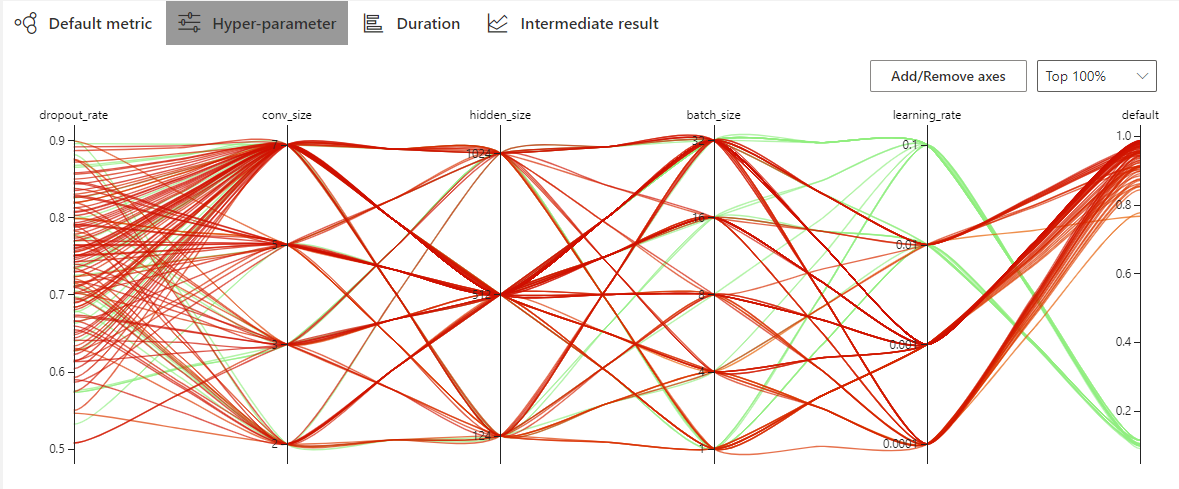 Default metric Hyper-parameter Duration Intermediate result
Add/Remove axes Top 100%
dropout_rate conv_size hidden_size batch_size learning_rate default
0.9 7 1024 32 0.1 1.0
0.8 5 16 0.01 0.8
0.7 512 8 0.6
0.6 3 4 0.001 0.4
0.5 2 124 1 0.0001 0.2